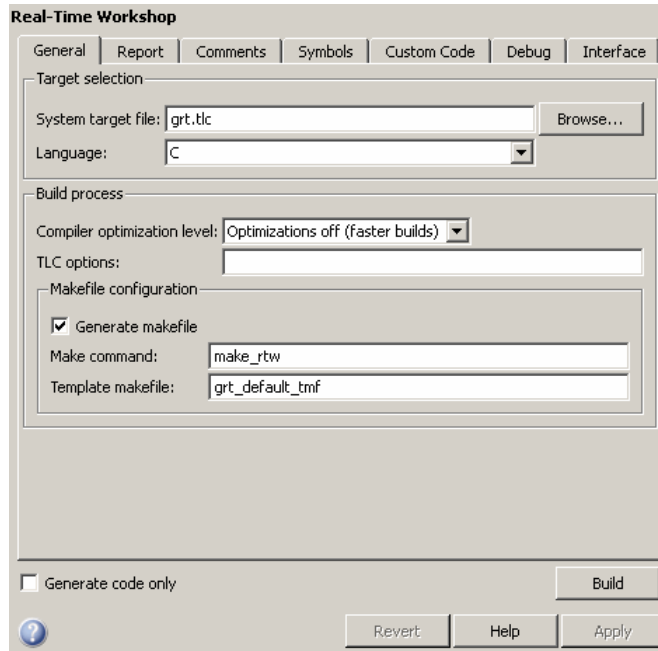 Real-Time Workshop
General Report Comments Symbols Custom Code Debug Interface
Target selection
System target file: grt.tlc Browse...
Language: C
Build process
Compiler optimization level: Optimizations off (faster builds)
TLC options:
Makefile configuration
Generate makefile
Make command: make_rtw
Template makefile: grt_default_tmf
Generate code only Build
? Revert Help Apply